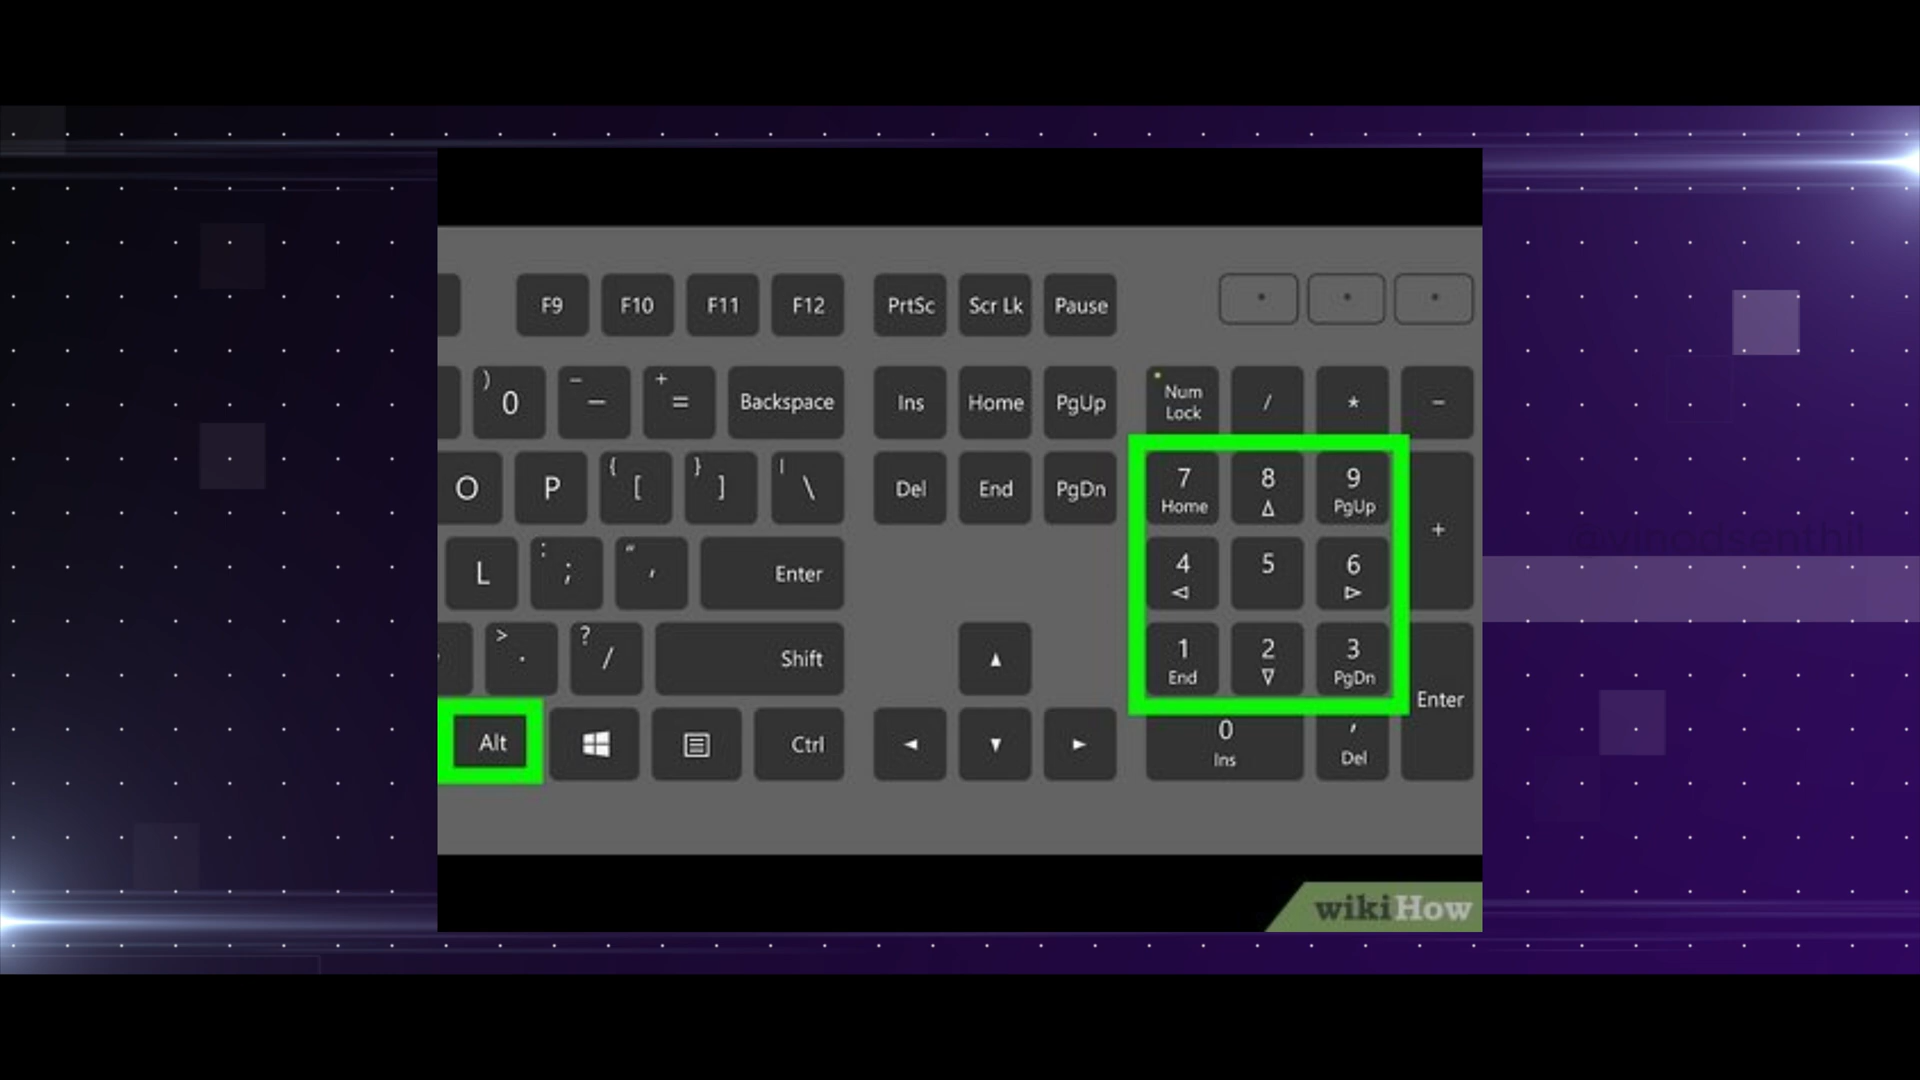 F9 F10 F11 F12 PrtSc Scr Lk Pause
) 0 _ - + = Backspace Ins Home PgUp Num Lock / * -
O P { [ } ] | \ Del End PgDn 7 Home 8 9 PgUp +
L : ; " ' Enter 4 5 6
> . ? / Shift 1 End 2 3 PgDn Enter
Alt Ctrl 0 Ins ' Del
@vinodsenthil
wikiHow